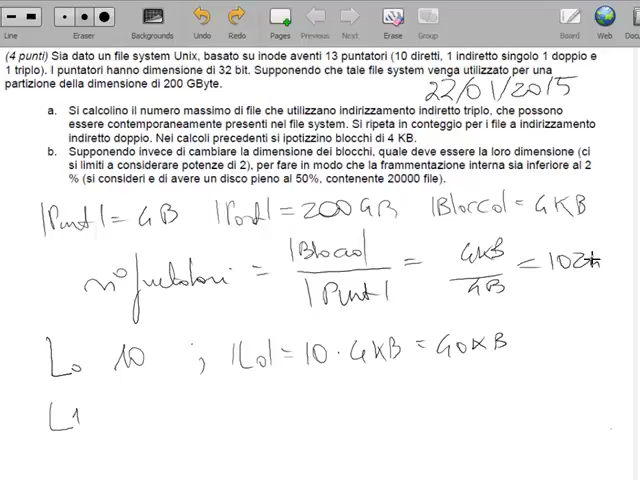 Line Eraser Backgrounds Undo Redo Pages Previous Next Erase Group Board Web Docu
(4 punti) Sia dato un file system Unix, basato su inode aventi 13 puntatori (10 diretti, 1 indiretto singolo 1 doppio e
1 triplo). I puntatori hanno dimensione di 32 bit. Supponendo che tale file system venga utilizzato per una
partizione della dimensione di 200 GByte.
22/01/2015
a. Si calcolino il numero massimo di file che utilizzano indirizzamento indiretto triplo, che possono
essere contemporaneamente presenti nel file system. Si ripeta in conteggio per i file a indirizzamento
indiretto doppio. Nei calcoli precedenti si ipotizzino blocchi di 4 KB.
b. Supponendo invece di cambiare la dimensione dei blocchi, quale deve essere la loro dimensione (ci
si limiti a considerare potenze di 2), per fare in modo che la frammentazione interna sia inferiore al 2
% (si consideri e di avere un disco pieno al 50%, contenente 20000 file).
|Punt| = 4B |Part| = 200 GB |Blocco| = 4KB
n° puntatori = |Blocco| / |Punt| = 4KB / 4B = 1024
L0 10 ; |L0| = 10 · 4KB = 40KB
L1